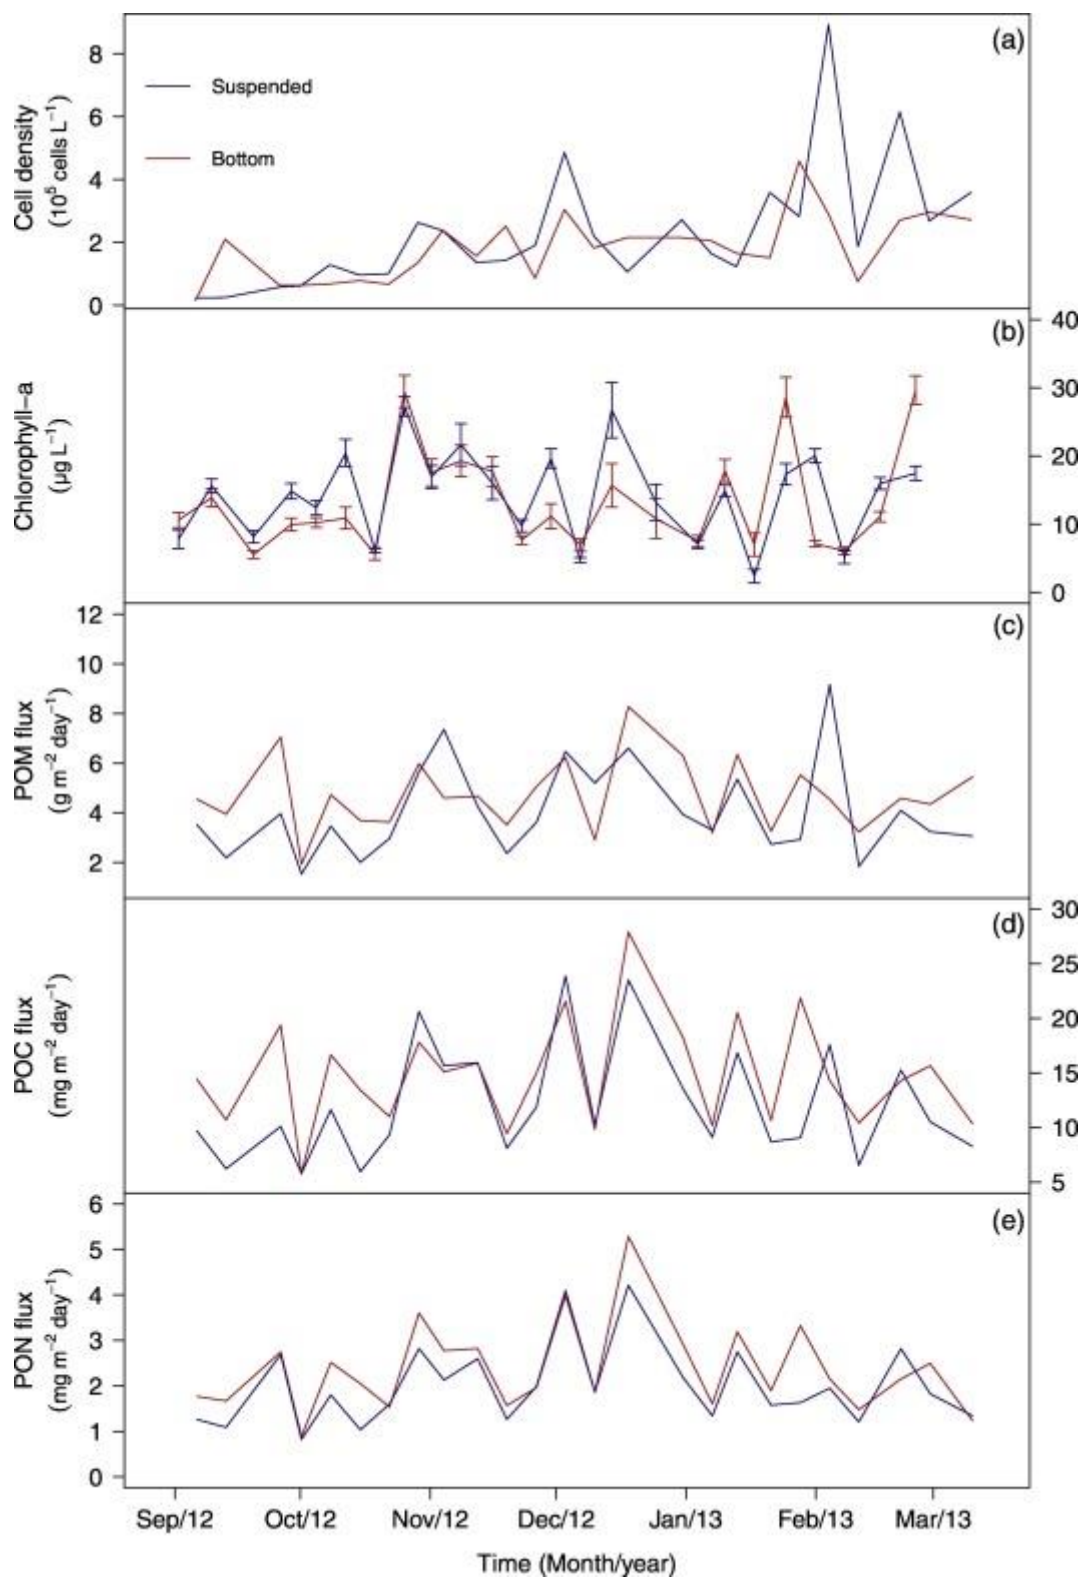 (a)
8
6
4
2
0
Cell density
(10⁵ cells L⁻¹)
Suspended
Bottom
(b)
40
30
20
10
0
Chlorophyll-a
(µg L⁻¹)
(c)
12
10
8
6
4
2
POM flux
(g m⁻² day⁻¹)
(d)
30
25
20
15
10
5
POC flux
(mg m⁻² day⁻¹)
(e)
6
5
4
3
2
1
0
PON flux
(mg m⁻² day⁻¹)
Sep/12 Oct/12 Nov/12 Dec/12 Jan/13 Feb/13 Mar/13
Time (Month/year)